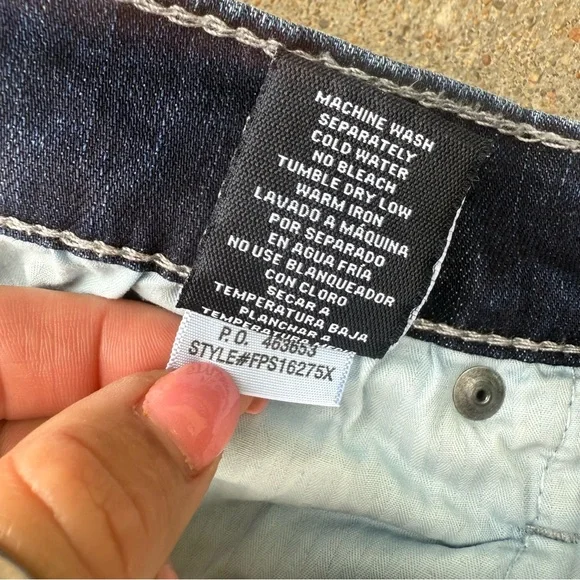 MACHINE WASH
SEPARATELY
COLD WATER
NO BLEACH
TUMBLE DRY LOW
WARM IRON
LAVADO A MÁQUINA
POR SEPARADO
EN AGUA FRÍA
NO USE BLANQUEADOR
CON CLORO
SECAR A
TEMPERATURA BAJA
PLANCHAR A
P.O. 463653
STYLE#FPS16275X